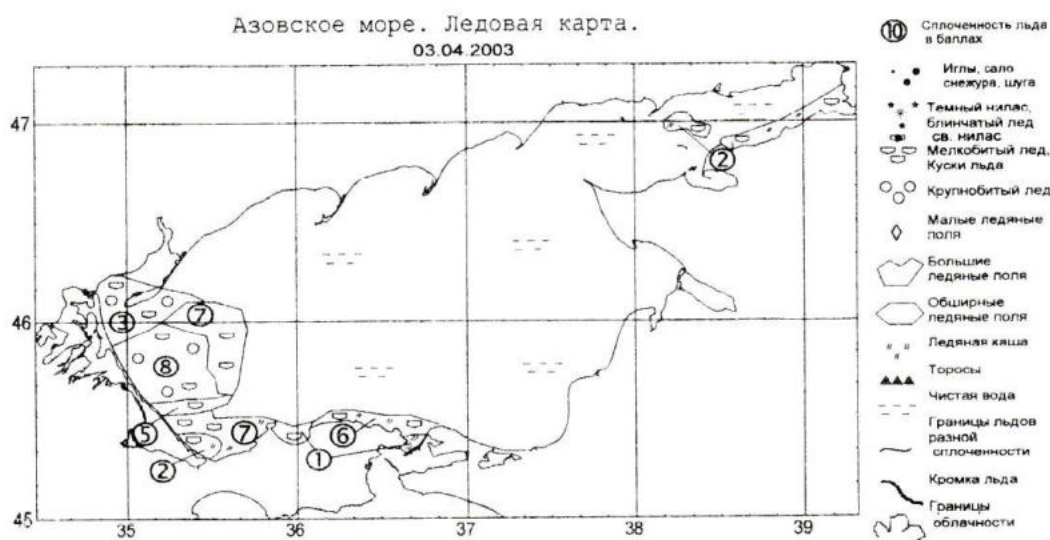 Азовское море. Ледовая карта.
03.04.2003
47
46
45
35
36
37
38
39
3
7
8
5
2
7
6
1
2
10
Сплоченность льда
в баллах
Иглы, сало
снежура, шуга
Темный нилас,
блинчатый лед
св. нилас
Мелкобитый лед,
Куски льда
Крупнобитый лед
Малые ледяные
поля
Большие
ледяные поля
Обширные
ледяные поля
Ледяная каша
Торосы
Чистая вода
Границы льдов
разной
сплоченности
Кромка льда
Границы
облачности